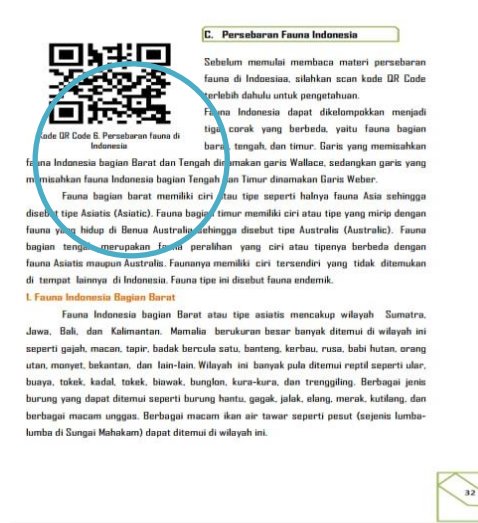 C. Persebaran Fauna Indonesia
Sebelum memulai membaca materi persebaran
fauna di Indoesiaa, silahkan scan kode QR Code
terlebih dahulu untuk pengetahuan.
Fauna Indonesia dapat dikelompokkan menjadi
tiga corak yang berbeda, yaitu fauna bagian
barat, tengah, dan timur. Garis yang memisahkan
Kode QR Code 6. Persebaran fauna di
Indonesia
fauna Indonesia bagian Barat dan Tengah dinamakan garis Wallace, sedangkan garis yang
memisahkan fauna Indonesia bagian Tengah dan Timur dinamakan Garis Weber.
Fauna bagian barat memiliki ciri atau tipe seperti halnya fauna Asia sehingga
disebut tipe Asiatis (Asiatic). Fauna bagian timur memiliki ciri atau tipe yang mirip dengan
fauna yang hidup di Benua Australia sehingga disebut tipe Australis (Australic). Fauna
bagian tengah merupakan fauna peralihan yang ciri atau tipenya berbeda dengan
fauna Asiatis maupun Australis. Faunanya memiliki ciri tersendiri yang tidak ditemukan
di tempat lainnya di Indonesia. Fauna tipe ini disebut fauna endemik.
1. Fauna Indonesia Bagian Barat
Fauna Indonesia bagian Barat atau tipe asiatis mencakup wilayah Sumatra,
Jawa, Bali, dan Kalimantan. Mamalia berukuran besar banyak ditemui di wilayah ini
seperti gajah, macan, tapir, badak bercula satu, banteng, kerbau, rusa, babi hutan, orang
utan, monyet, bekantan, dan lain-lain. Wilayah ini banyak pula ditemui reptil seperti ular,
buaya, tokek, kadal, tokek, biawak, bunglon, kura-kura, dan trenggiling. Berbagai jenis
burung yang dapat ditemui seperti burung hantu, gagak, jalak, elang, merak, kutilang, dan
berbagai macam unggas. Berbagai macam ikan air tawar seperti pesut (sejenis lumba-
lumba di Sungai Mahakam) dapat ditemui di wilayah ini.
32